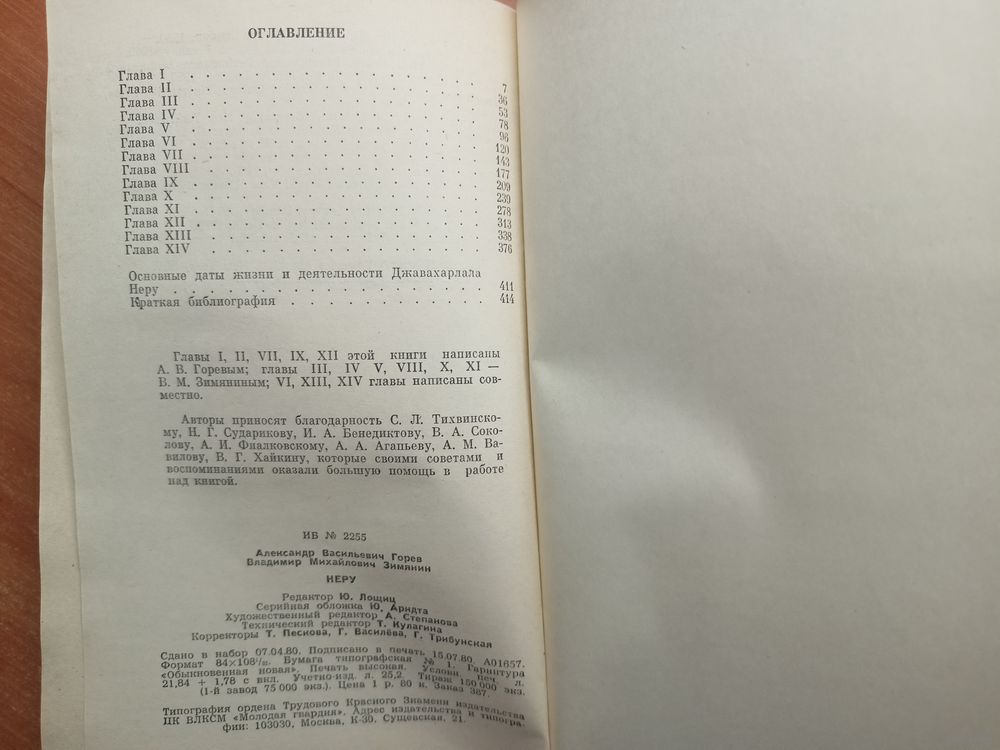 ОГЛАВЛЕНИЕ
Глава I . . . . . . . . . . . . . . . . 7
Глава II . . . . . . . . . . . . . . . . 36
Глава III . . . . . . . . . . . . . . . . 53
Глава IV . . . . . . . . . . . . . . . . 78
Глава V . . . . . . . . . . . . . . . . 96
Глава VI . . . . . . . . . . . . . . . . 120
Глава VII . . . . . . . . . . . . . . . . 143
Глава VIII . . . . . . . . . . . . . . . . 177
Глава IX . . . . . . . . . . . . . . . . 209
Глава X . . . . . . . . . . . . . . . . 239
Глава XI . . . . . . . . . . . . . . . . 278
Глава XII . . . . . . . . . . . . . . . . 313
Глава XIII . . . . . . . . . . . . . . . . 338
Глава XIV . . . . . . . . . . . . . . . . 376
Основные даты жизни и деятельности Джавахарлала
Неру . . . . . . . . . . . . . . . . . 411
Краткая библиография . . . . . . . . . . . 414
Главы I, II, VII, IX, XII этой книги написаны
А. В. Горевым; главы III, IV V, VIII, X, XI —
В. М. Зимяниным; VI, XIII, XIV главы написаны сов-
местно.
Авторы приносят благодарность С. Л. Тихвинско-
му, Н. Г. Сударикову, И. А. Бенедиктову, В. А. Соко-
лову, А. И. Фиалковскому, А. А. Агапьеву, А. М. Ва-
вилову, В. Г. Хайкину, которые своими советами и
воспоминаниями оказали большую помощь в работе
над книгой.
ИБ № 2255
Александр Васильевич Горев
Владимир Михайлович Зимянин
НЕРУ
Редактор Ю. Лощиц
Серийная обложка Ю. Арндта
Художественный редактор А. Степанова
Технический редактор Т. Кулагина
Корректоры Т. Пескова, Г. Василёва, Г. Трибунская
Сдано в набор 07.04.80. Подписано в печать 15.07.80. А01657.
Формат 84×108¹/₃₂. Бумага типографская № 1. Гарнитура
«Обыкновенная новая». Печать высокая. Условн. печ. л.
21,84 + 1,78 с вкл. Учетно-изд. л. 25,2. Тираж 150 000 экз.
(1-й завод 75 000 экз.). Цена 1 р. 80 к. Заказ 387.
Типография ордена Трудового Красного Знамени издательства
ЦК ВЛКСМ «Молодая гвардия». Адрес издательства и типогра-
фии: 103030, Москва, К-30, Сущевская, 21.